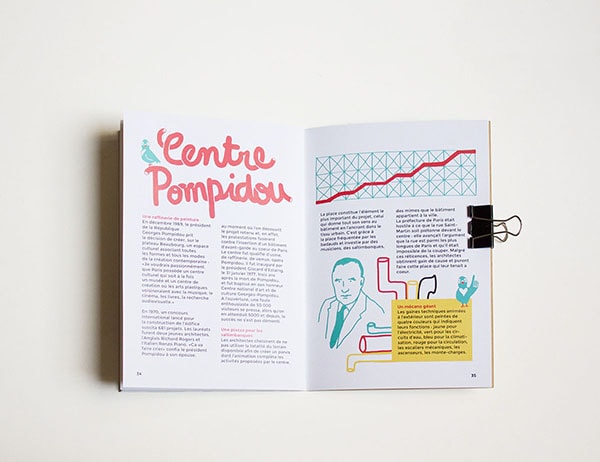 Centre
Pompidou
Une raffinerie de peinture
En décembre 1969, le président
de la République
Georges Pompidou prit
la décision de créer, sur le
plateau Beaubourg, un espace
culturel associant toutes
les formes et tous les modes
de la création contemporaine :
«Je voudrais passionnément
que Paris possède un centre
culturel qui soit à la fois
un musée et un centre de
création où les arts plastiques
voisineraient avec la musique, le
cinéma, les livres, la recherche
audiovisuelle.»
En 1970, un concours
international lancé pour
la construction de l'édifice
suscita 681 projets. Les lauréats
furent deux jeunes architectes,
l'Anglais Richard Rogers et
l'Italien Renzo Piano. «Ça va
faire crier» confia le président
Pompidou à son épouse.
au moment où l'on découvrit
le projet retenu et, en effet,
les protestations fusèrent
contre l'insertion d'un bâtiment
d'avant-garde au cœur de Paris.
Le centre fut qualifié d'usine,
de raffinerie, de verrue, après
Pompidou, il fut inauguré par
le président Giscard d'Estaing,
le 31 janvier 1977, trois ans
après la mort de Pompidou,
et fut baptisé en son honneur
Centre national d'art et de
culture Georges-Pompidou.
À l'ouverture, une foule
enthousiaste de 50 000
visiteurs se pressa, alors qu'on
en attendait 5000 et depuis, le
succès ne s'est pas démenti.
Une piazza pour les
saltimbanques !
Les architectes choisirent de ne
pas utiliser la totalité du terrain
disponible afin de créer un parvis
dont l'animation complète les
activités proposées par le centre.
34
La place constitue l'élément le
plus important du projet, celui
qui donne tout son sens au
bâtiment en l'ancrant dans le
tissu urbain. C'est grâce à
la place fréquentée par les
badauds et investie par des
musiciens, des saltimbanques,
des mimes que le bâtiment
appartient à la ville.
La préfecture de Paris était
hostile à ce que la rue Saint-
Martin soit piétonne devant le
centre : elle avançait l'argument
que la rue est parmi les plus
longues de Paris et qu'il était
impossible de la couper. Malgré
ces réticences, les architectes
obtinrent gain de cause et purent
faire cette place qui leur tenait à
cœur.
Un mécano géant
Les gaines techniques animées
à l'extérieur sont peintes de
quatre couleurs qui indiquent
leurs fonctions : jaune pour
l'électricité, vert pour les cir-
cuits d'eau, bleu pour la climati-
sation, rouge pour la circulation,
les escaliers mécaniques, les
ascenseurs, les monte-charges.
35